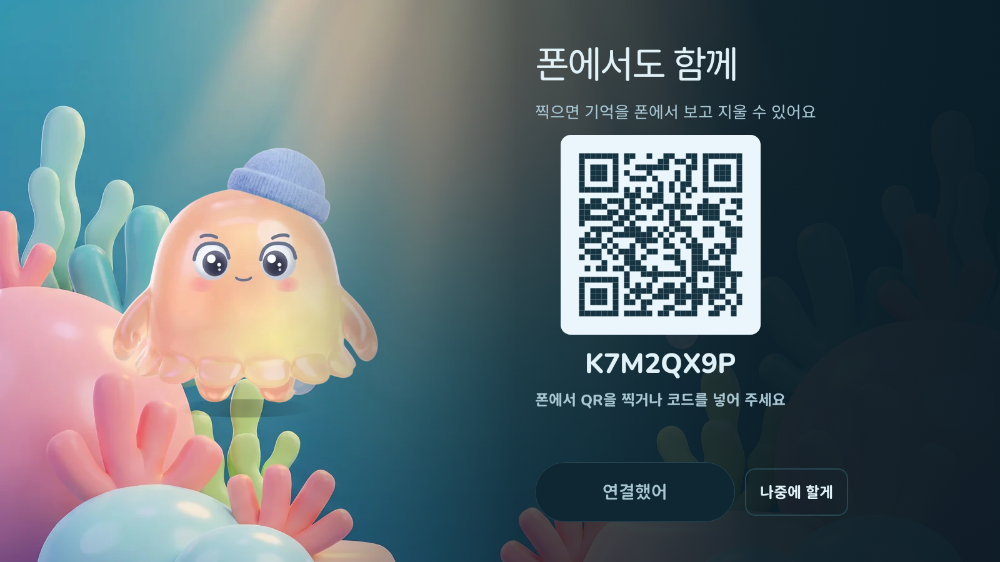 폰에서도 함께
찍으면 기억을 폰에서 보고 지울 수 있어요
K7M2QX9P
폰에서 QR을 찍거나 코드를 넣어 주세요
연결했어
나중에 할게